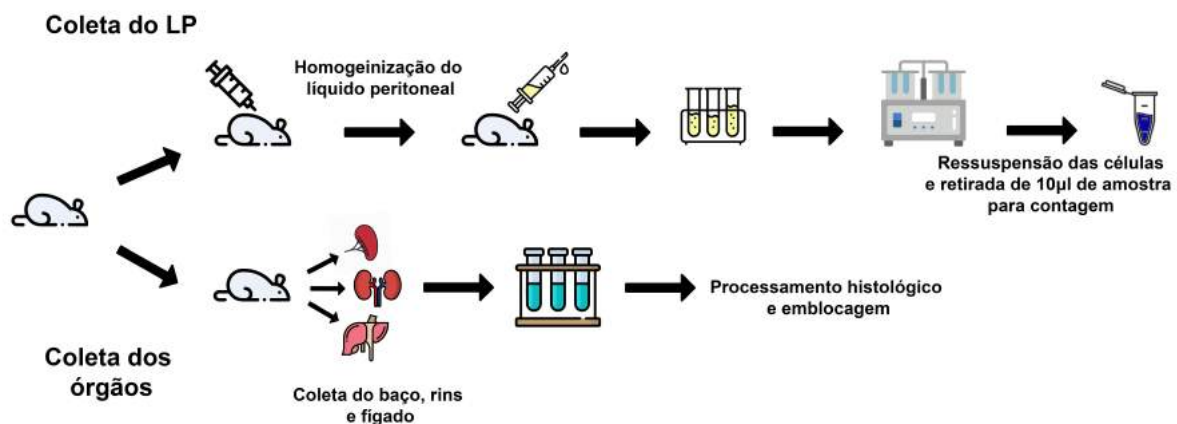 Coleta do LP
Homogeinização do
líquido peritoneal
Ressuspensão das células
e retirada de 10µl de amostra
para contagem
Coleta dos
órgãos
Coleta do baço, rins
e fígado
Processamento histológico
e emblocagem